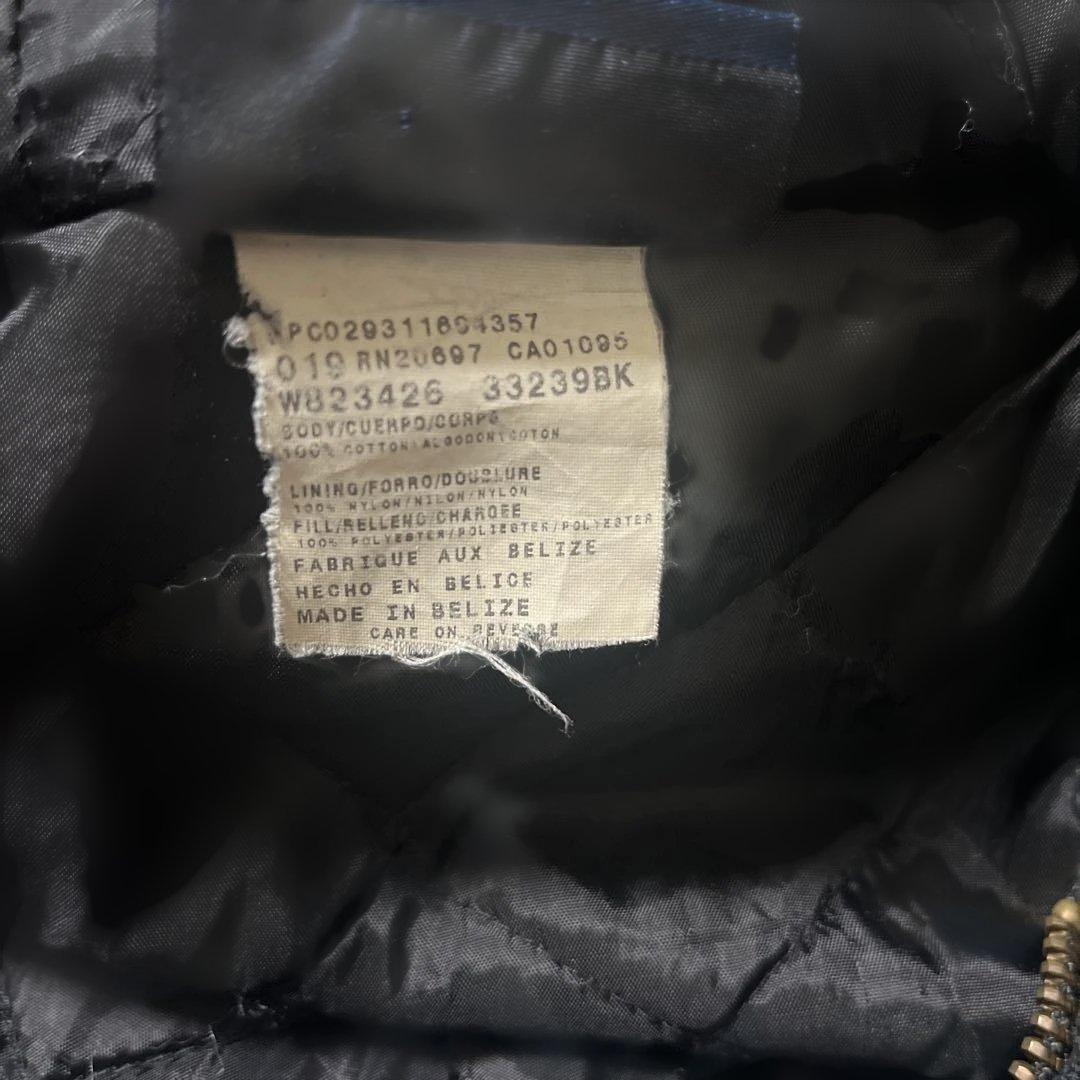 PC029311604357
019 RN20697 CA01095
W823426 33239BK
BODY/CUERPO/CORPS
100% COTTON/ALGODON/COTON
LINING/FORRO/DOUBLURE
100% NYLON/NILON/NYLON
FILL/RELLENO/CHARGEE
100% POLYESTER/POLIESTER/POLYESTER
FABRIQUE AUX BELIZE
HECHO EN BELICE
MADE IN BELIZE
CARE ON REVERSE